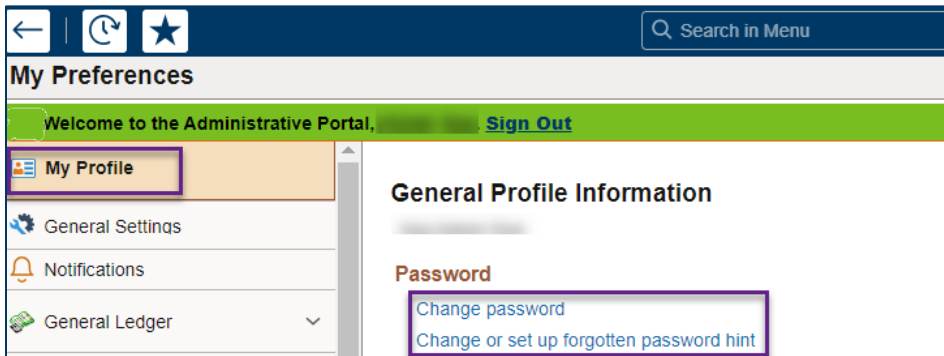 Search in Menu
My Preferences
Welcome to the Administrative Portal, Sign Out
My Profile
General Settings
Notifications
General Ledger
General Profile Information
Password
Change password
Change or set up forgotten password hint